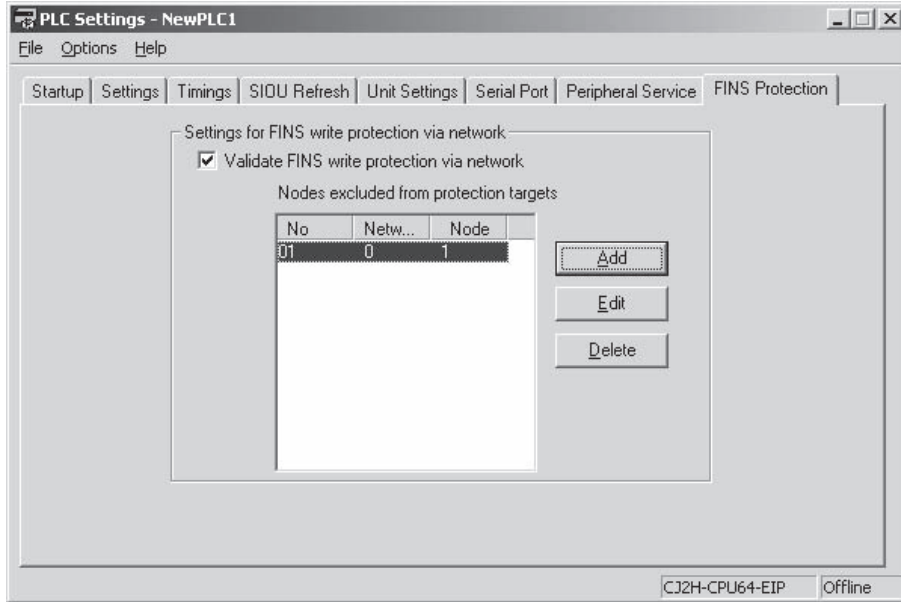 PLC Settings - NewPLC1
File Options Help
Startup Settings Timings SIOU Refresh Unit Settings Serial Port Peripheral Service FINS Protection
Settings for FINS write protection via network
Validate FINS write protection via network
Nodes excluded from protection targets
No Netw... Node
01 0 1
Add
Edit
Delete
CJ2H-CPU64-EIP Offline